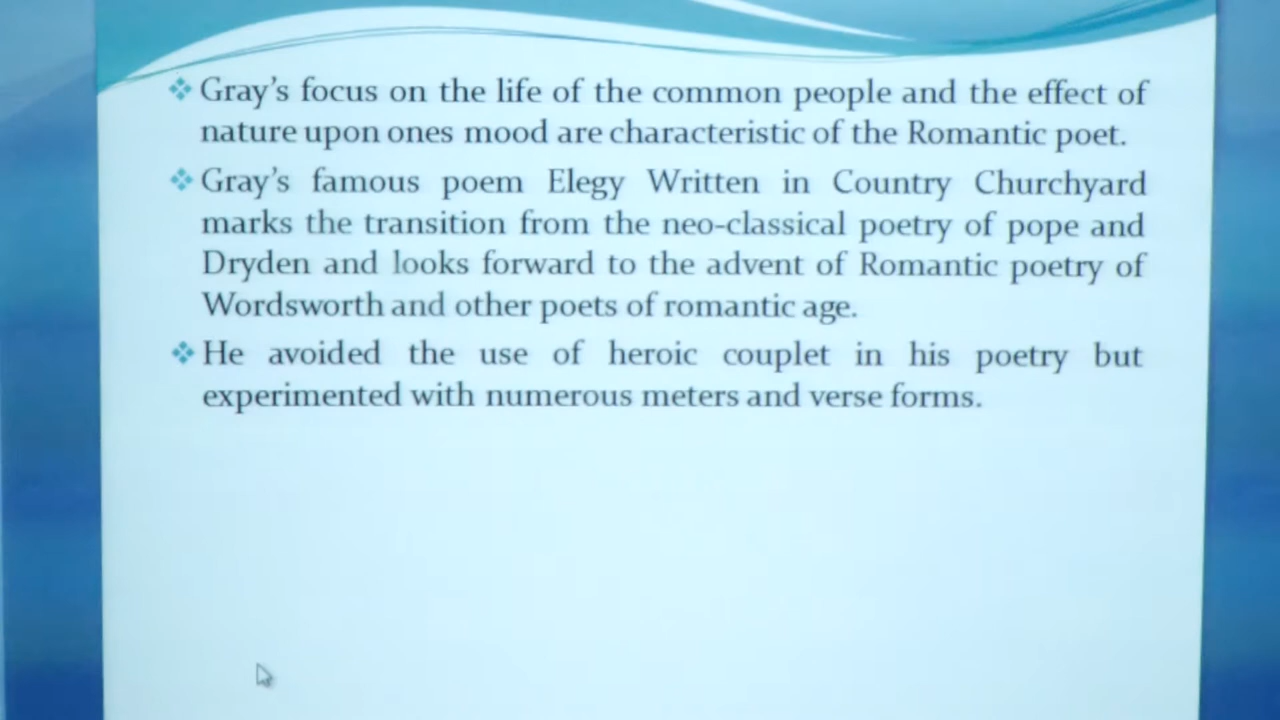 Gray's focus on the life of the common people and the effect of
nature upon ones mood are characteristic of the Romantic poet.
Gray's famous poem Elegy Written in Country Churchyard
marks the transition from the neo-classical poetry of pope and
Dryden and looks forward to the advent of Romantic poetry of
Wordsworth and other poets of romantic age.
He avoided the use of heroic couplet in his poetry but
experimented with numerous meters and verse forms.